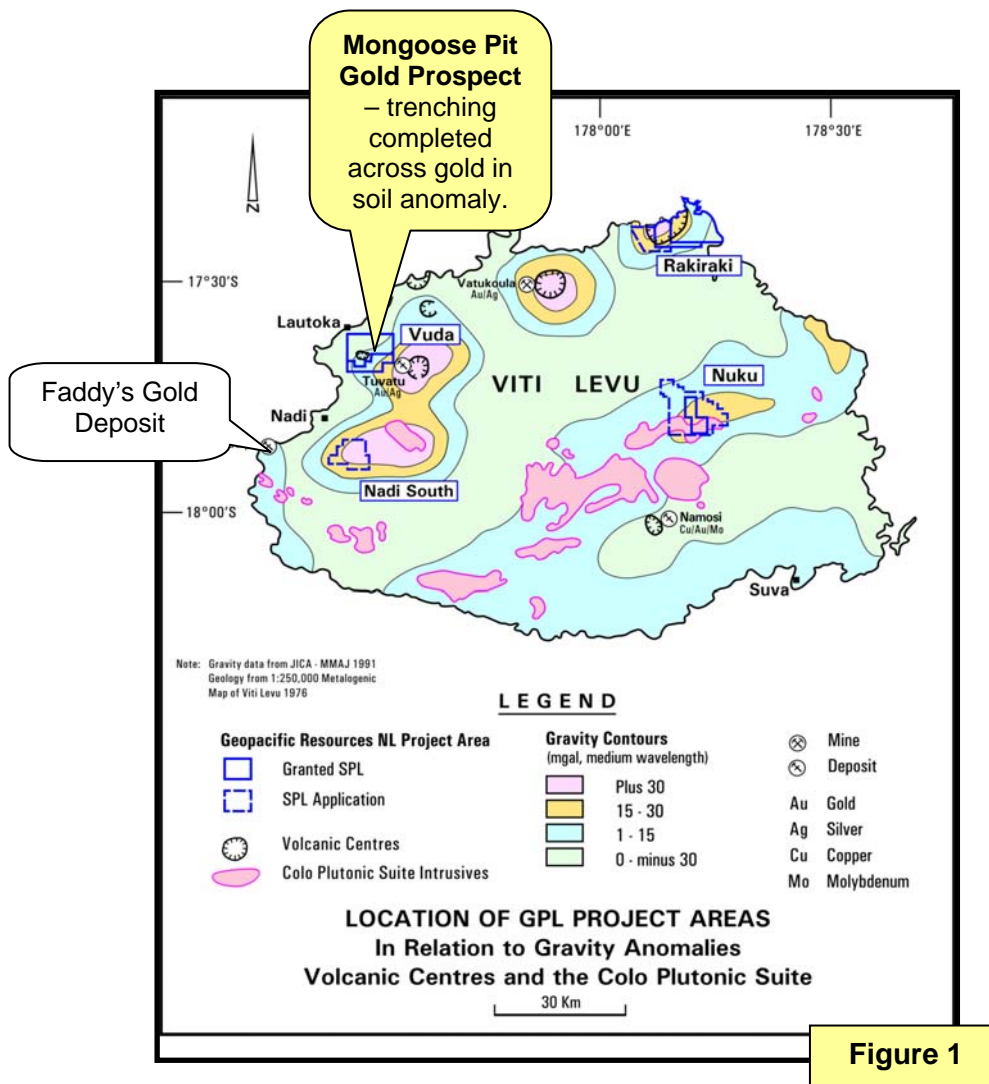 Mongoose Pit
Gold Prospect
– trenching
completed
across gold in
soil anomaly.
178°00'E
178°30'E
N
17°30'S
18°00'S
Rakiraki
Vatukoula
Au/Ag
Lautoka
Vuda
Tuvatu
Au/Ag
VITI LEVU
Nuku
Faddy's Gold
Deposit
Nadi
Nadi South
Namosi
Cu/Au/Mo
Suva
Note: Gravity data from JICA - MMAJ 1991
Geology from 1:250,000 Metalogenic
Map of Viti Levu 1976
LEGEND
Geopacific Resources NL Project Area
Granted SPL
SPL Application
Volcanic Centres
Colo Plutonic Suite Intrusives
Gravity Contours
(mgal, medium wavelength)
Plus 30
15 - 30
1 - 15
0 - minus 30
Mine
Deposit
Au Gold
Ag Silver
Cu Copper
Mo Molybdenum
LOCATION OF GPL PROJECT AREAS
In Relation to Gravity Anomalies
Volcanic Centres and the Colo Plutonic Suite
30 Km
Figure 1